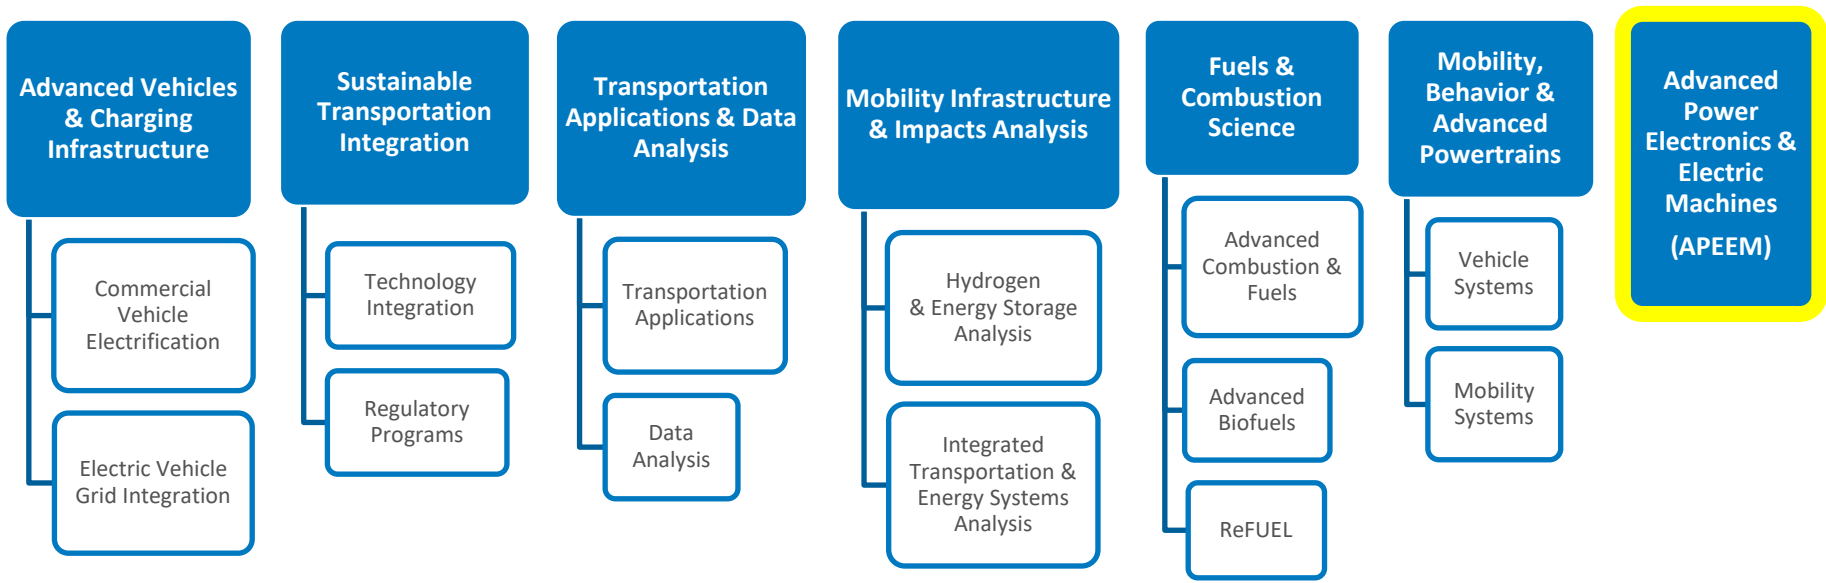 Advanced Vehicles
& Charging
Infrastructure
Commercial
Vehicle
Electrification
Electric Vehicle
Grid Integration
Sustainable
Transportation
Integration
Technology
Integration
Regulatory
Programs
Transportation
Applications & Data
Analysis
Transportation
Applications
Data
Analysis
Mobility Infrastructure
& Impacts Analysis
Hydrogen
& Energy Storage
Analysis
Integrated
Transportation &
Energy Systems
Analysis
Fuels &
Combustion
Science
Advanced
Combustion &
Fuels
Advanced
Biofuels
ReFUEL
Mobility,
Behavior &
Advanced
Powertrains
Vehicle
Systems
Mobility
Systems
Advanced
Power
Electronics &
Electric
Machines
(APEEM)